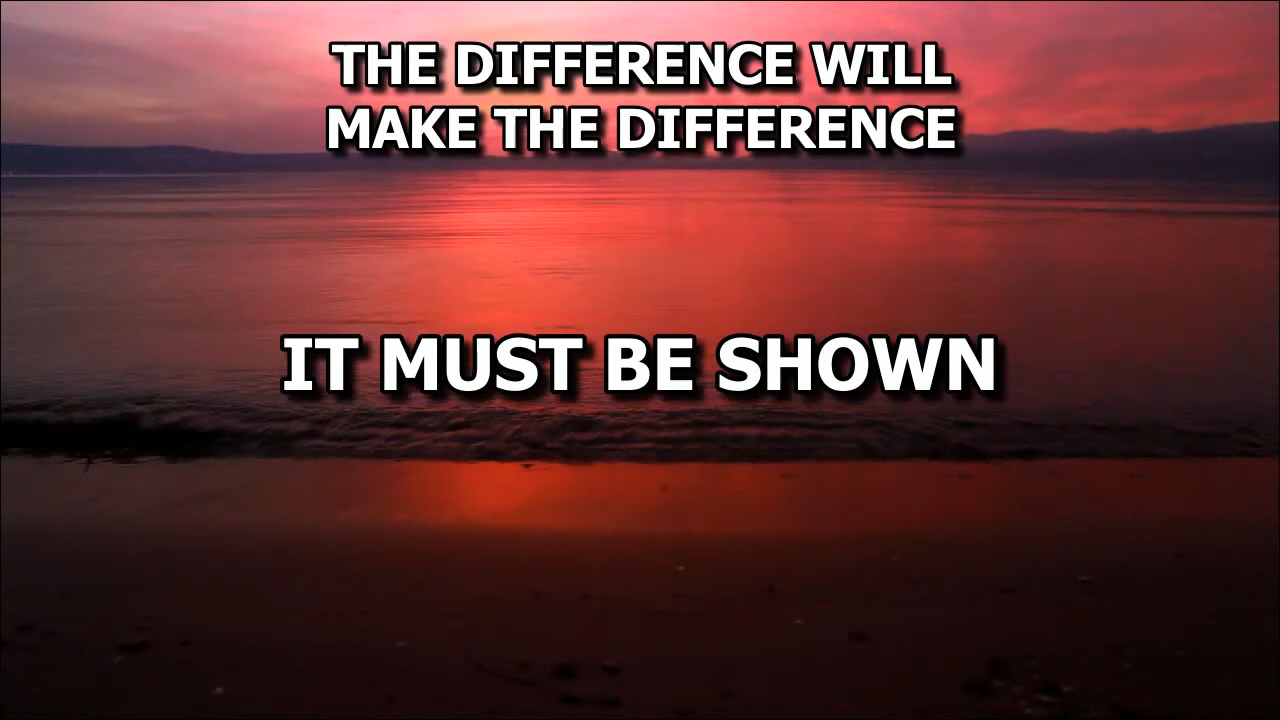 THE DIFFERENCE WILL
MAKE THE DIFFERENCE
IT MUST BE SHOWN